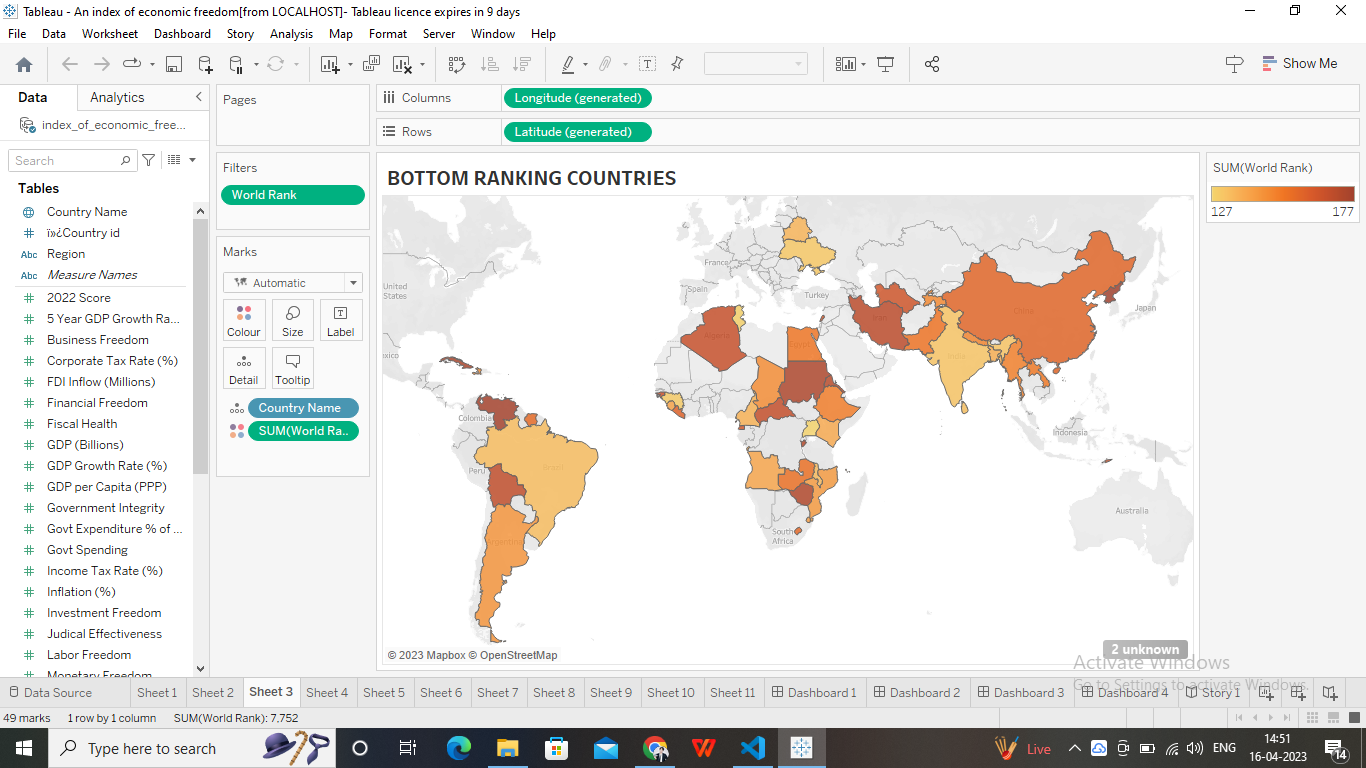 Tableau - An index of economic freedom[from LOCALHOST]- Tableau licence expires in 9 days
File Data Worksheet Dashboard Story Analysis Map Format Server Window Help
Show Me
Data Analytics
index_of_economic_free...
Search
Tables
Country Name
ï»¿Country id
Abc Region
Abc Measure Names
2022 Score
5 Year GDP Growth Ra...
Business Freedom
Corporate Tax Rate (%)
FDI Inflow (Millions)
Financial Freedom
Fiscal Health
GDP (Billions)
GDP Growth Rate (%)
GDP per Capita (PPP)
Government Integrity
Govt Expenditure % of ...
Govt Spending
Income Tax Rate (%)
Inflation (%)
Investment Freedom
Judical Effectiveness
Labor Freedom
Monetary Freedom
Pages
Filters
World Rank
Marks
Automatic
Colour Size Label
Detail Tooltip
Country Name
SUM(World Ra..
Columns Longitude (generated)
Rows Latitude (generated)
BOTTOM RANKING COUNTRIES
United
States
Mexico
Colombia
Peru
Brazil
Argentina
France
Spain
Turkey
Algeria
Egypt
Iran
India
China
Japan
Indonesia
Australia
South
Africa
© 2023 Mapbox © OpenStreetMap
2 unknown
SUM(World Rank)
127 177
Activate Windows
Go to Settings to activate Windows.
Data Source Sheet 1 Sheet 2 Sheet 3 Sheet 4 Sheet 5 Sheet 6 Sheet 7 Sheet 8 Sheet 9 Sheet 10 Sheet 11 Dashboard 1 Dashboard 2 Dashboard 3 Dashboard 4 Story 1
49 marks 1 row by 1 column SUM(World Rank): 7,752
Type here to search
Live
ENG
14:51
16-04-2023
14